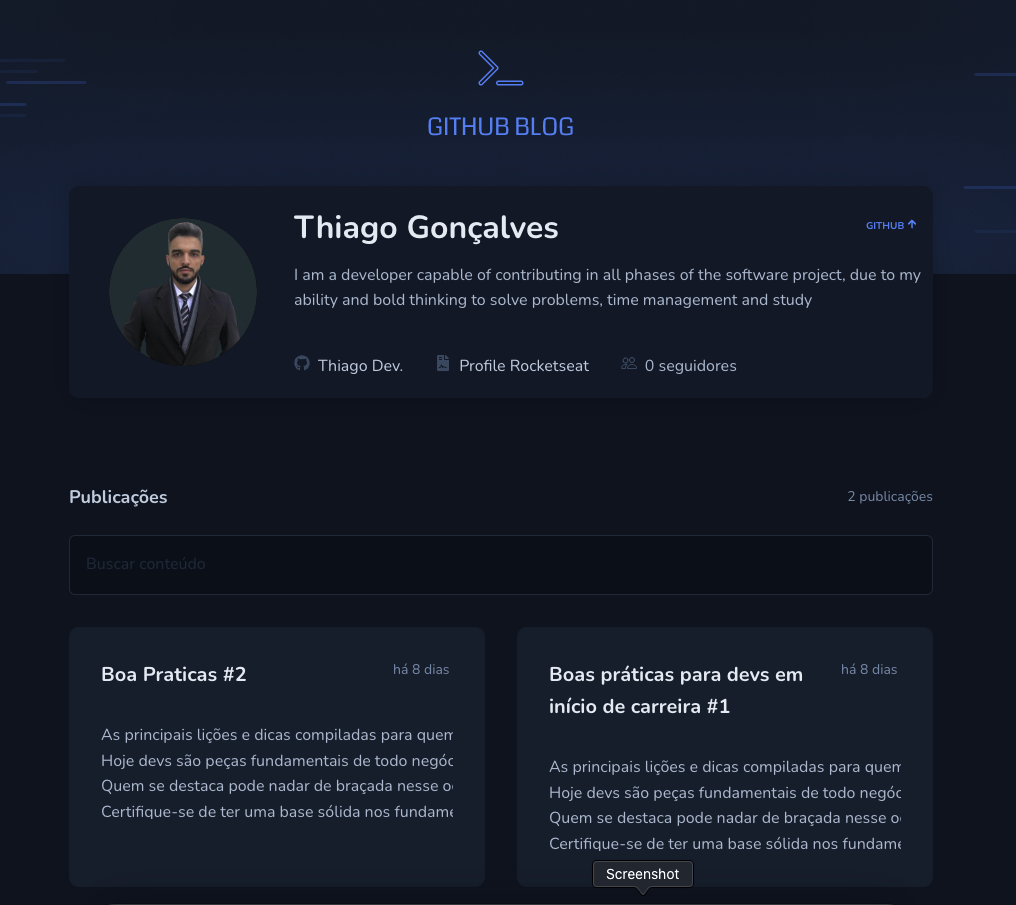 GITHUB BLOG
Thiago Gonçalves
GITHUB
I am a developer capable of contributing in all phases of the software project, due to my
ability and bold thinking to solve problems, time management and study
Thiago Dev.
Profile Rocketseat
0 seguidores
Publicações
2 publicações
Buscar conteúdo
Boa Praticas #2
há 8 dias
As principais lições e dicas compiladas para quem
Hoje devs são peças fundamentais de todo negóc
Quem se destaca pode nadar de braçada nesse o
Certifique-se de ter uma base sólida nos fundame
Boas práticas para devs em
início de carreira #1
há 8 dias
As principais lições e dicas compiladas para quem
Hoje devs são peças fundamentais de todo negóc
Quem se destaca pode nadar de braçada nesse o
Certifique-se de ter uma base sólida nos fundame
Screenshot